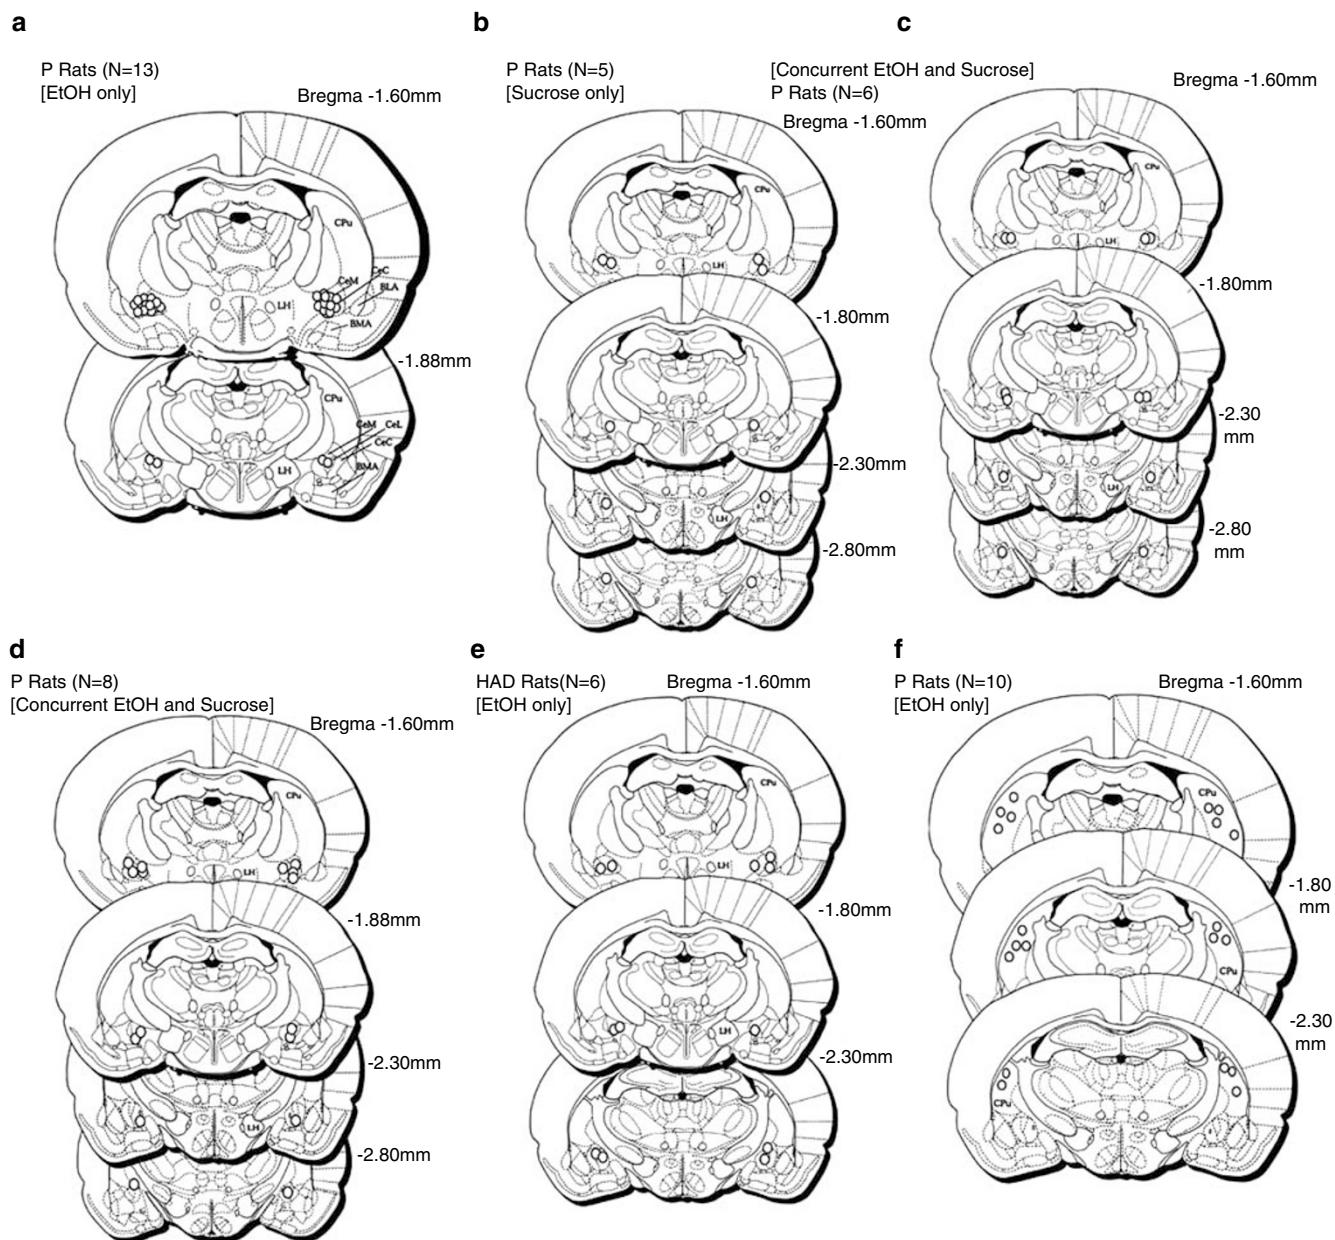 a
P Rats (N=13)
[EtOH only]
Bregma -1.60mm
CPu
CeC
CeM
BLA
LH
BMA
-1.88mm
CPu
CeM
CeL
CeC
LH
BMA
b
P Rats (N=5)
[Sucrose only]
Bregma -1.60mm
CPu
LH
-1.80mm
-2.30mm
LH
-2.80mm
c
[Concurrent EtOH and Sucrose]
P Rats (N=6)
Bregma -1.60mm
CPu
LH
-1.80mm
-2.30
mm
LH
-2.80
mm
d
P Rats (N=8)
[Concurrent EtOH and Sucrose]
Bregma -1.60mm
CPu
LH
-1.88mm
-2.30mm
LH
-2.80mm
e
HAD Rats(N=6)
[EtOH only]
Bregma -1.60mm
CPu
LH
-1.80mm
LH
-2.30mm
f
P Rats (N=10)
[EtOH only]
Bregma -1.60mm
CPu
-1.80
mm
CPu
-2.30
mm
CPu